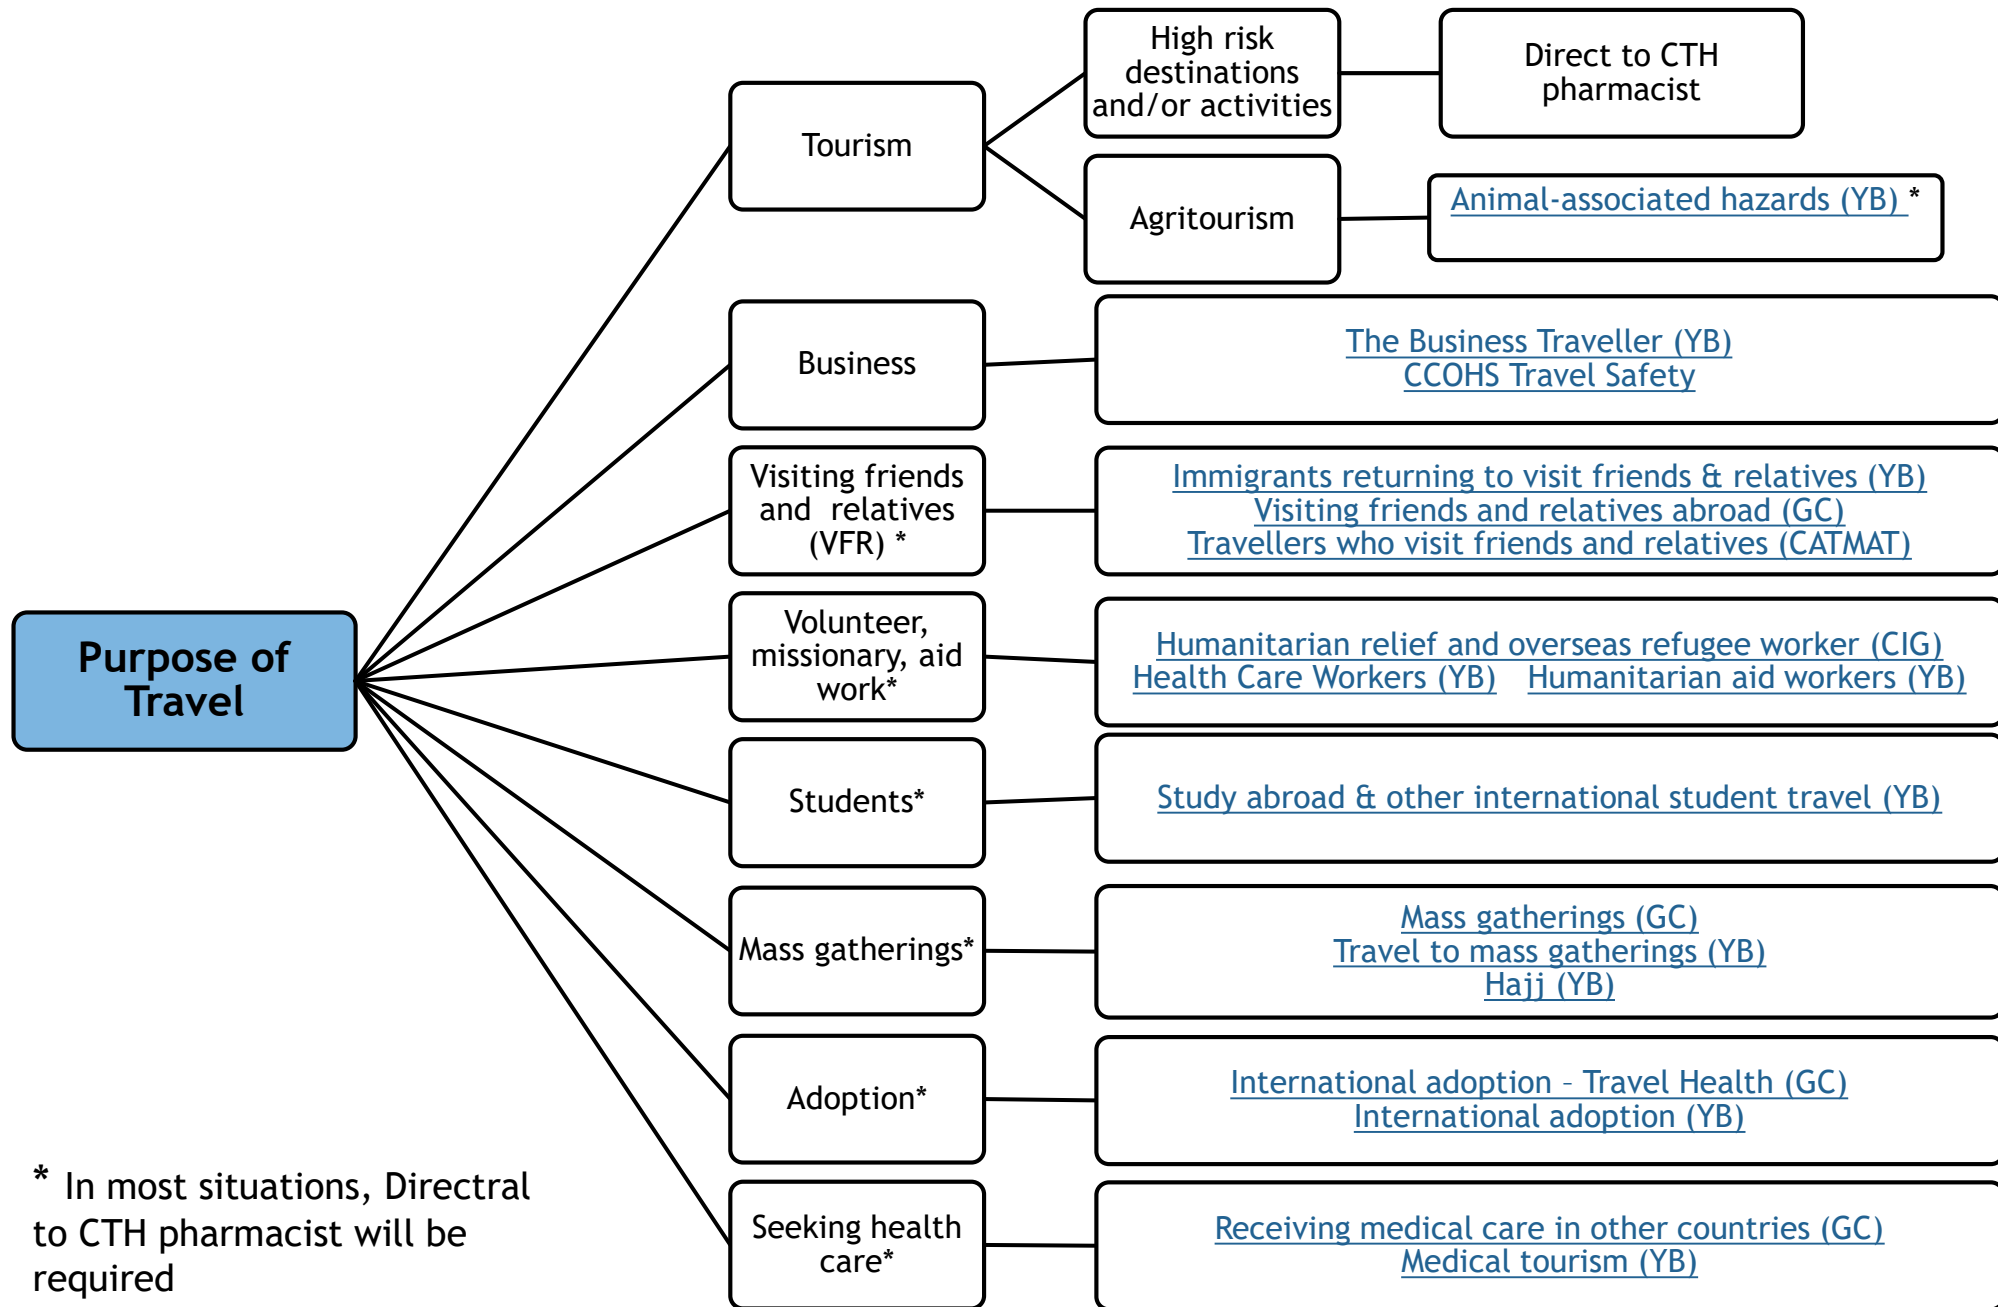 Purpose of
Travel
Tourism
High risk
destinations
and/or activities
Direct to CTH
pharmacist
Agritourism
Animal-associated hazards (YB) *
Business
The Business Traveller (YB)
CCOHS Travel Safety
Visiting friends
and relatives
(VFR) *
Immigrants returning to visit friends & relatives (YB)
Visiting friends and relatives abroad (GC)
Travellers who visit friends and relatives (CATMAT)
Volunteer,
missionary, aid
work*
Humanitarian relief and overseas refugee worker (CIG)
Health Care Workers (YB) Humanitarian aid workers (YB)
Students*
Study abroad & other international student travel (YB)
Mass gatherings*
Mass gatherings (GC)
Travel to mass gatherings (YB)
Hajj (YB)
Adoption*
International adoption – Travel Health (GC)
International adoption (YB)
Seeking health
care*
Receiving medical care in other countries (GC)
Medical tourism (YB)
* In most situations, Directral
to CTH pharmacist will be
required